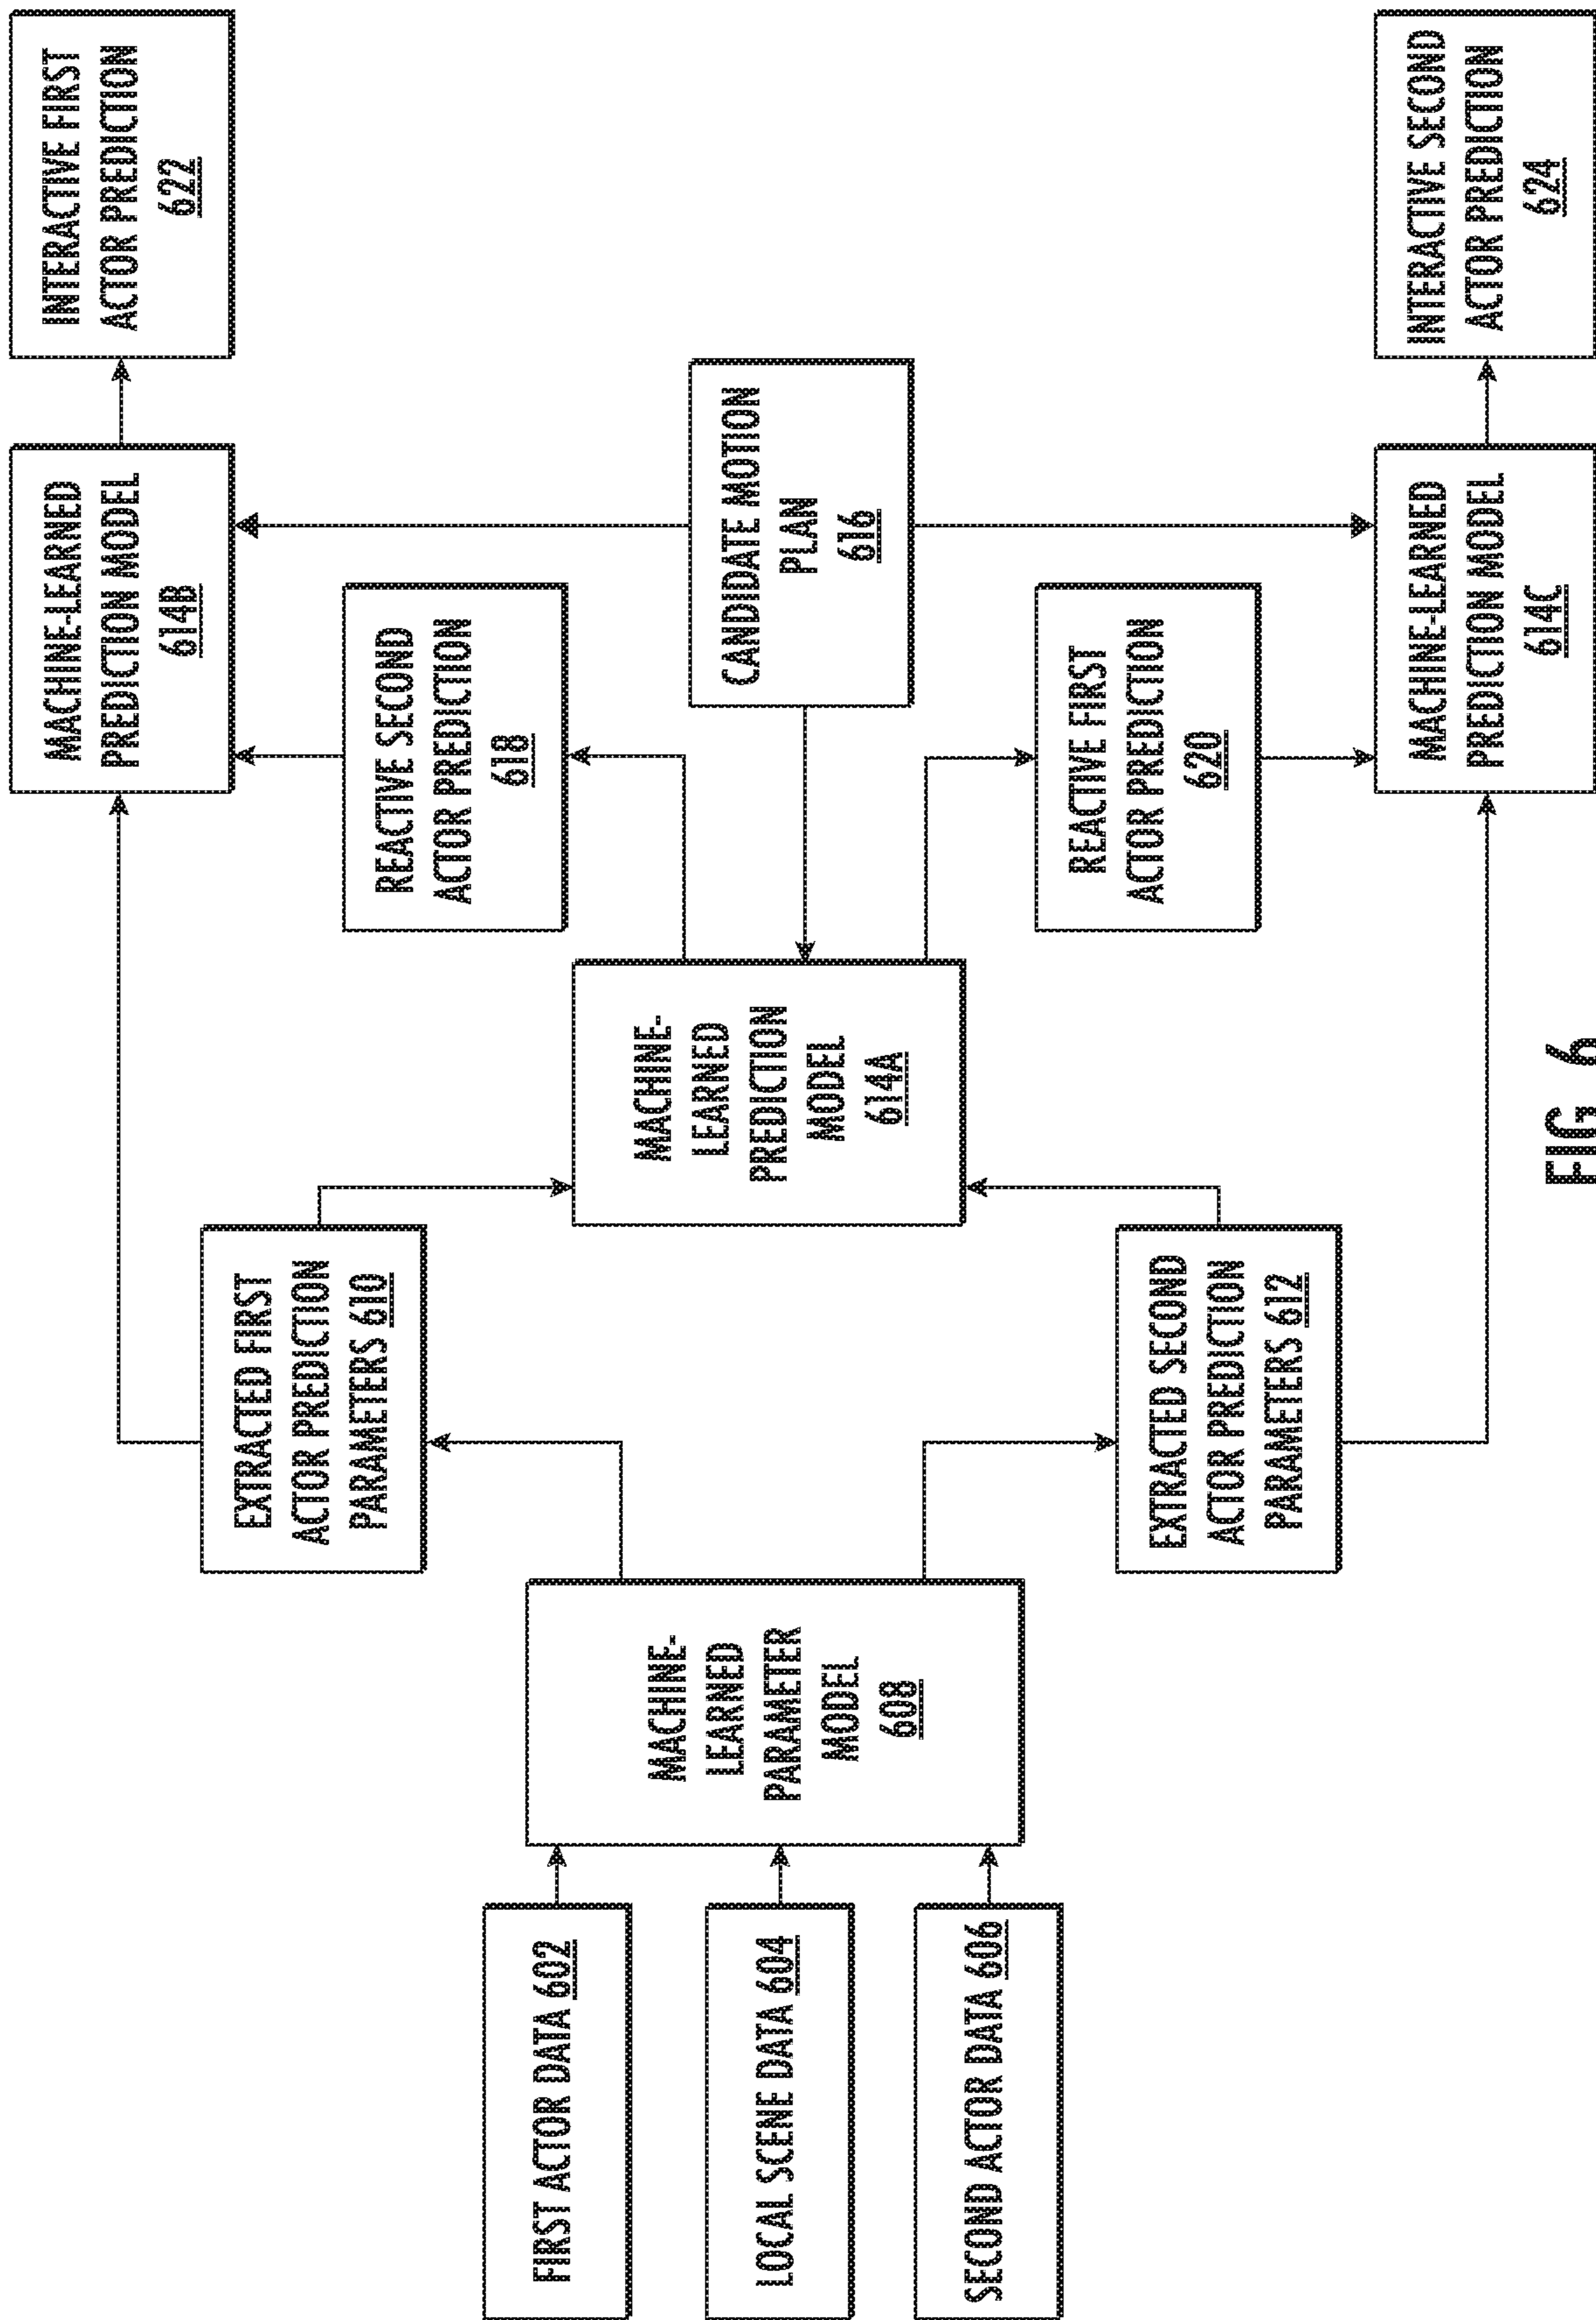 FIRST ACTOR DATA 602
LOCAL SCENE DATA 604
SECOND ACTOR DATA 606
MACHINE-
LEARNED
PARAMETER
MODEL
608
EXTRACTED FIRST
ACTOR PREDICTION
PARAMETERS 610
EXTRACTED SECOND
ACTOR PREDICTION
PARAMETERS 612
MACHINE-
LEARNED
PREDICTION
MODEL
614A
REACTIVE SECOND
ACTOR PREDICTION
618
REACTIVE FIRST
ACTOR PREDICTION
620
MACHINE-LEARNED
PREDICTION MODEL
614B
CANDIDATE MOTION
PLAN
616
MACHINE-LEARNED
PREDICTION MODEL
614C
INTERACTIVE FIRST
ACTOR PREDICTION
622
INTERACTIVE SECOND
ACTOR PREDICTION
624
FIG. 6